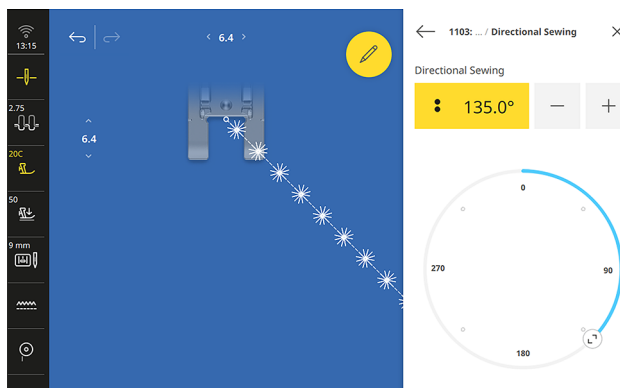 13:15
2.75
20C
50
9 mm
6.4
6.4
1103: ... / Directional Sewing
Directional Sewing
135.0°
0
270
90
180